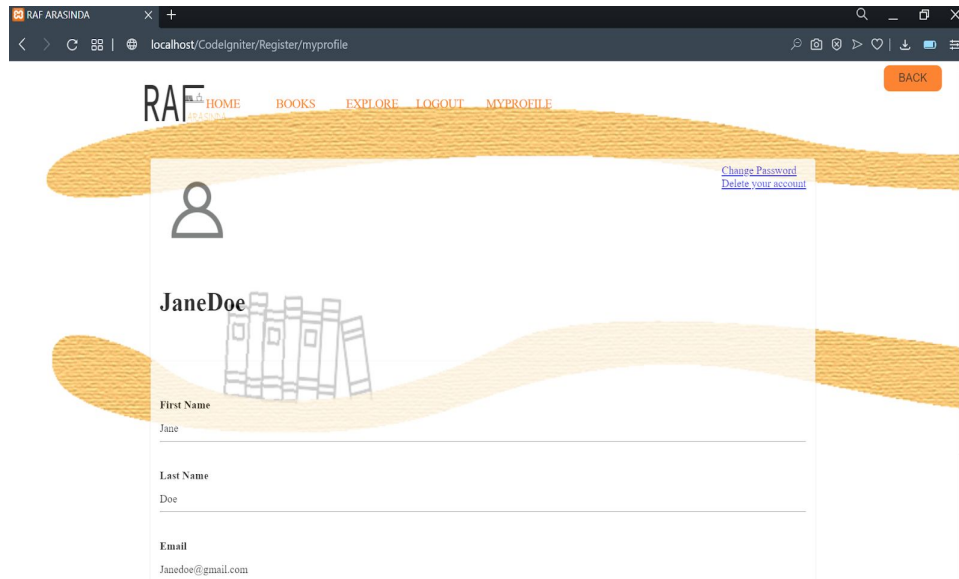 RAF ARASINDA
localhost/CodeIgniter/Register/myprofile
BACK
RAF
ARASINDA
HOME BOOKS EXPLORE LOGOUT MYPROFILE
Change Password
Delete your account
JaneDoe
First Name
Jane
Last Name
Doe
Email
Janedoe@gmail.com